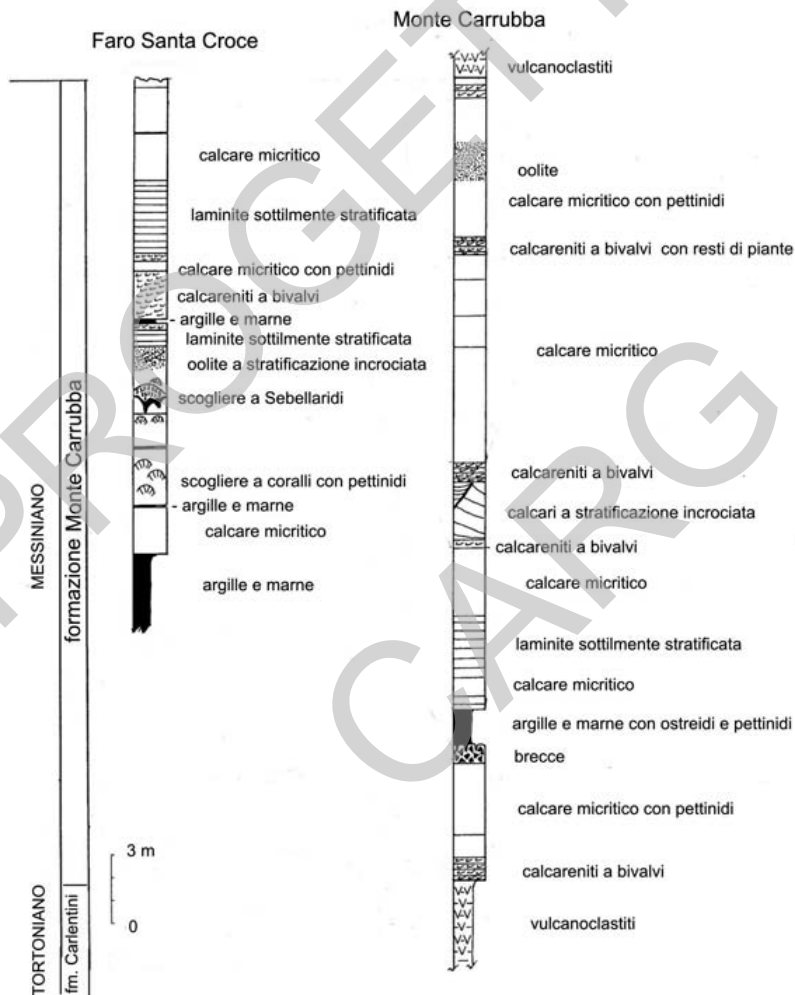 Monte Carrubba
Faro Santa Croce
vulcanoclastiti
calcare micritico
oolite
calcare micritico con pettinidi
laminite sottilmente stratificata
calcareniti a bivalvi con resti di piante
calcare micritico con pettinidi
calcareniti a bivalvi
- argille e marne
laminite sottilmente stratificata
calcare micritico
oolite a stratificazione incrociata
scogliere a Sebellaridi
calcareniti a bivalvi
scogliere a coralli con pettinidi
- argille e marne
calcari a stratificazione incrociata
calcare micritico
calcareniti a bivalvi
argille e marne
calcare micritico
MESSINIANO
formazione Monte Carrubba
laminite sottilmente stratificata
calcare micritico
argille e marne con ostreidi e pettinidi
brecce
calcare micritico con pettinidi
3 m
calcareniti a bivalvi
0
vulcanoclastiti
TORTONIANO
fm. Carlentini
PROGET
CARG